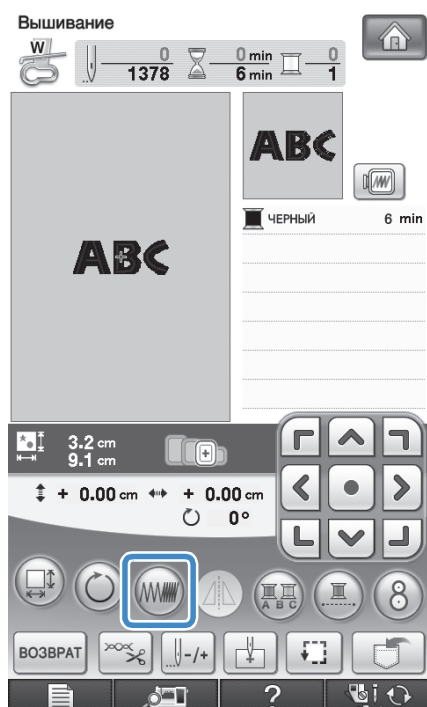 Вышивание
W
0 0 min 0
1378 6 min 1
ABC
ABC
ЧЕРНЫЙ 6 min
3.2 cm
9.1 cm
+ 0.00 cm + 0.00 cm
0°
A B C
8
ВОЗВРАТ
-/+
? i